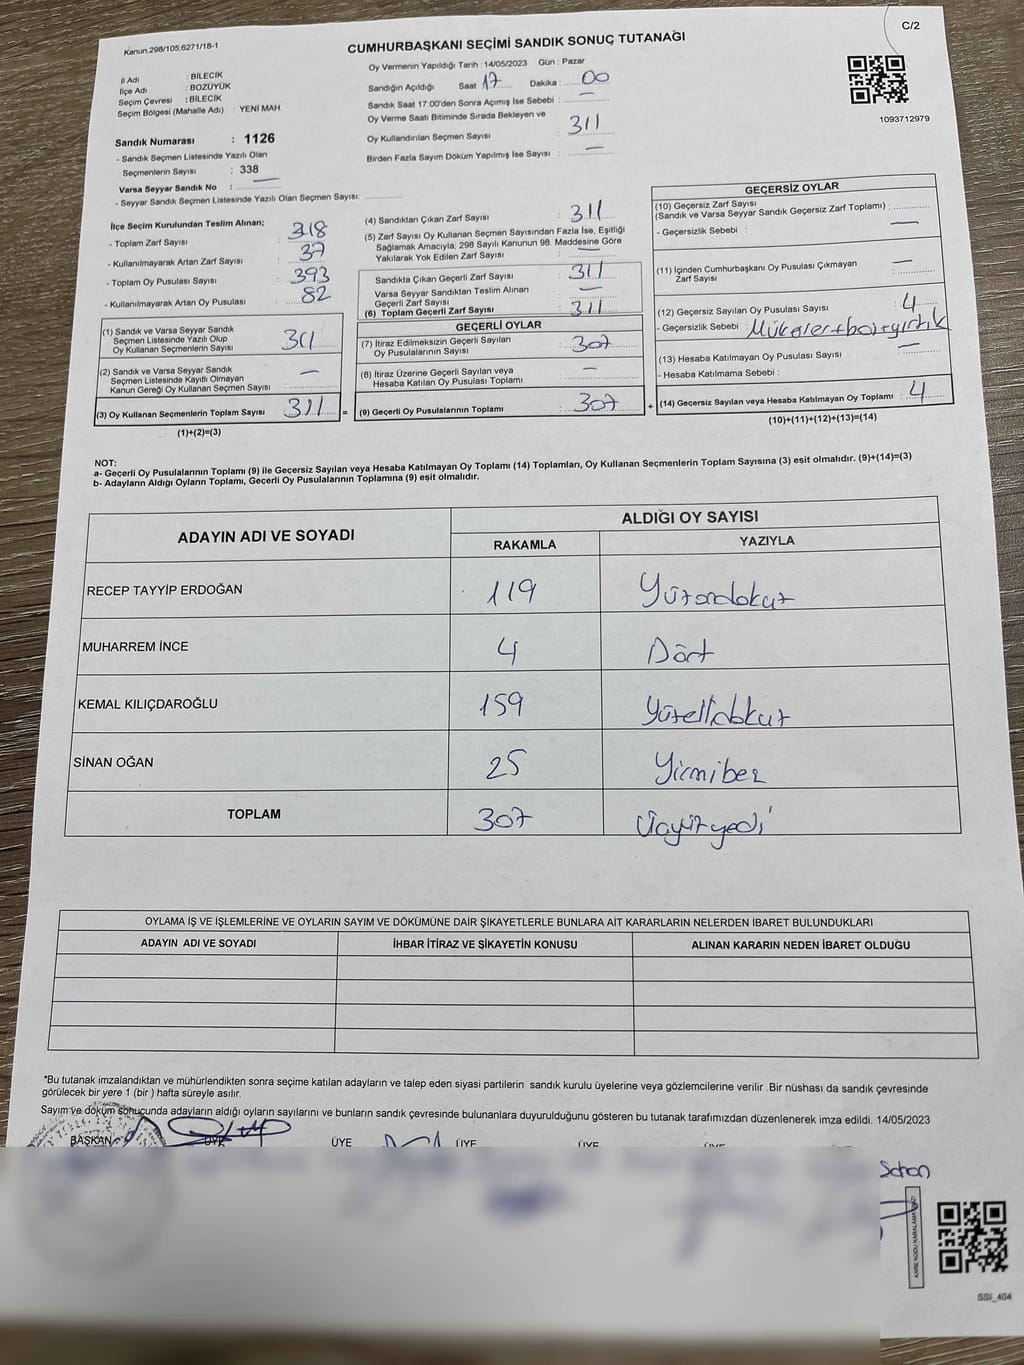 Kanun.298/105,6271/18-1
CUMHURBAŞKANI SEÇİMİ SANDIK SONUÇ TUTANAĞI
C/2
İl Adı : BİLECİK
İlçe Adı : BOZÜYÜK
Seçim Çevresi : BİLECİK
Seçim Bölgesi (Mahalle Adı) : YENİ MAH.
Sandık Numarası : 1126
- Sandık Seçmen Listesinde Yazılı Olan
Seçmenlerin Sayısı : 338
Varsa Seyyar Sandık No : —
- Seyyar Sandık Seçmen Listesinde Yazılı Olan Seçmen Sayısı:
Oy Vermenin Yapıldığı Tarih : 14/05/2023 Gün : Pazar
Sandığın Açıldığı Saat 17 Dakika : 00
Sandık Saat 17:00'den Sonra Açımış İse Sebebi : —
Oy Verme Saati Bitiminde Sırada Bekleyen ve
Oy Kullandırılan Seçmen Sayısı 311
Birden Fazla Sayım Döküm Yapılmış İse Sayısı : —
1093712979
İlçe Seçim Kurulundan Teslim Alınan;
- Toplam Zarf Sayısı 348
- Kullanılmayarak Artan Zarf Sayısı 37
- Toplam Oy Pusulası Sayısı 393
- Kullanılmayarak Artan Oy Pusulası 82
(1) Sandık ve Varsa Seyyar Sandık
Seçmen Listesinde Yazılı Olup
Oy Kullanan Seçmenlerin Sayısı 311
(2) Sandık ve Varsa Seyyar Sandık
Seçmen Listesinde Kayıtlı Olmayan
Kanun Gereği Oy Kullanan Seçmen Sayısı : —
(3) Oy Kullanan Seçmenlerin Toplam Sayısı 311 =
(1)+(2)=(3)
(4) Sandıktan Çıkan Zarf Sayısı : 311
(5) Zarf Sayısı Oy Kullanan Seçmen Sayısından Fazla İse, Eşitliği
Sağlamak Amacıyla; 298 Sayılı Kanunun 98. Maddesine Göre
Yakılarak Yok Edilen Zarf Sayısı : —
Sandıkta Çıkan Geçerli Zarf Sayısı : 311
Varsa Seyyar Sandıktan Teslim Alınan
Geçerli Zarf Sayısı : —
(6) Toplam Geçerli Zarf Sayısı : 311
GEÇERLİ OYLAR
(7) İtiraz Edilmeksizin Geçerli Sayılan
Oy Pusulalarının Sayısı : 307
(8) İtiraz Üzerine Geçerli Sayılan veya
Hesaba Katılan Oy Pusulası Toplamı : —
(9) Geçerli Oy Pusulalarının Toplamı : 307 +
GEÇERSİZ OYLAR
(10) Geçersiz Zarf Sayısı
(Sandık ve Varsa Seyyar Sandık Geçersiz Zarf Toplamı) :
- Geçersizlik Sebebi : —
(11) İçinden Cumhurbaşkanı Oy Pusulası Çıkmayan
Zarf Sayısı —
(12) Geçersiz Sayılan Oy Pusulası Sayısı : 4
- Geçersizlik Sebebi :
(13) Hesaba Katılmayan Oy Pusulası Sayısı : —
- Hesaba Katılmama Sebebi :
(14) Geçersiz Sayılan veya Hesaba Katılmayan Oy Toplamı : 4
(10)+(11)+(12)+(13)=(14)
NOT:
a- Geçerli Oy Pusulalarının Toplamı (9) ile Geçersiz Sayılan veya Hesaba Katılmayan Oy Toplamı (14) Toplamları, Oy Kullanan Seçmenlerin Toplam Sayısına (3) eşit olmalıdır. (9)+(14)=(3)
b- Adayların Aldığı Oyların Toplamı, Geçerli Oy Pusulalarının Toplamına (9) eşit olmalıdır.
ADAYIN ADI VE SOYADI ALDIĞI OY SAYISI
RAKAMLA YAZIYLA
RECEP TAYYİP ERDOĞAN 119 Yüzondokuz
MUHARREM İNCE 4 Dört
KEMAL KILIÇDAROĞLU 159 Yüzellidokuz
SİNAN OĞAN 25 Yirmibeş
TOPLAM 307 Üçyüzyedi
OYLAMA İŞ VE İŞLEMLERİNE VE OYLARIN SAYIM VE DÖKÜMÜNE DAİR ŞİKAYETLERLE BUNLARA AİT KARARLARIN NELERDEN İBARET BULUNDUKLARI
ADAYIN ADI VE SOYADI İHBAR İTİRAZ VE ŞİKAYETİN KONUSU ALINAN KARARIN NEDEN İBARET OLDUĞU
*Bu tutanak imzalandıktan ve mühürlendikten sonra seçime katılan adayların ve talep eden siyasi partilerin sandık kurulu üyelerine veya gözlemcilerine verilir .Bir nüshası da sandık çevresinde
görülecek bir yere 1 (bir ) hafta süreyle asılır.
Sayım ve döküm sonucunda adayların aldığı oyların sayılarını ve bunların sandık çevresinde bulunanlara duyurulduğunu gösteren bu tutanak tarafımızdan düzenlenerek imza edildi. 14/05/2023
BAŞKAN ÜYE ÜYE ÜYE ÜYE
KARE KODU KARALAMAYINIZ!
SSI_404